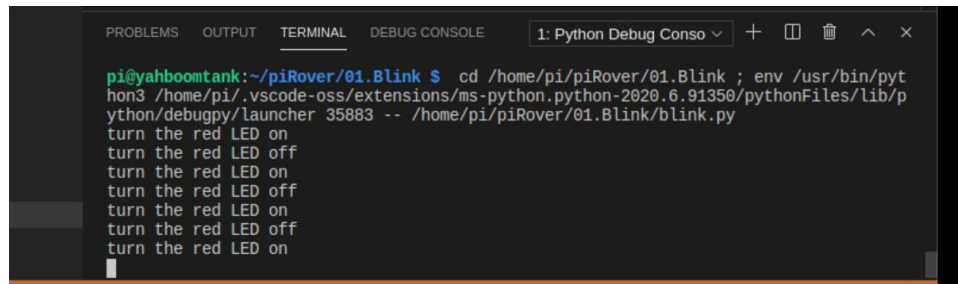 PROBLEMS OUTPUT TERMINAL DEBUG CONSOLE 1: Python Debug Conso
pi@yahboomtank:~/piRover/01.Blink $  cd /home/pi/piRover/01.Blink ; env /usr/bin/pyt
hon3 /home/pi/.vscode-oss/extensions/ms-python.python-2020.6.91350/pythonFiles/lib/p
ython/debugpy/launcher 35883 -- /home/pi/piRover/01.Blink/blink.py
turn the red LED on
turn the red LED off
turn the red LED on
turn the red LED off
turn the red LED on
turn the red LED off
turn the red LED on